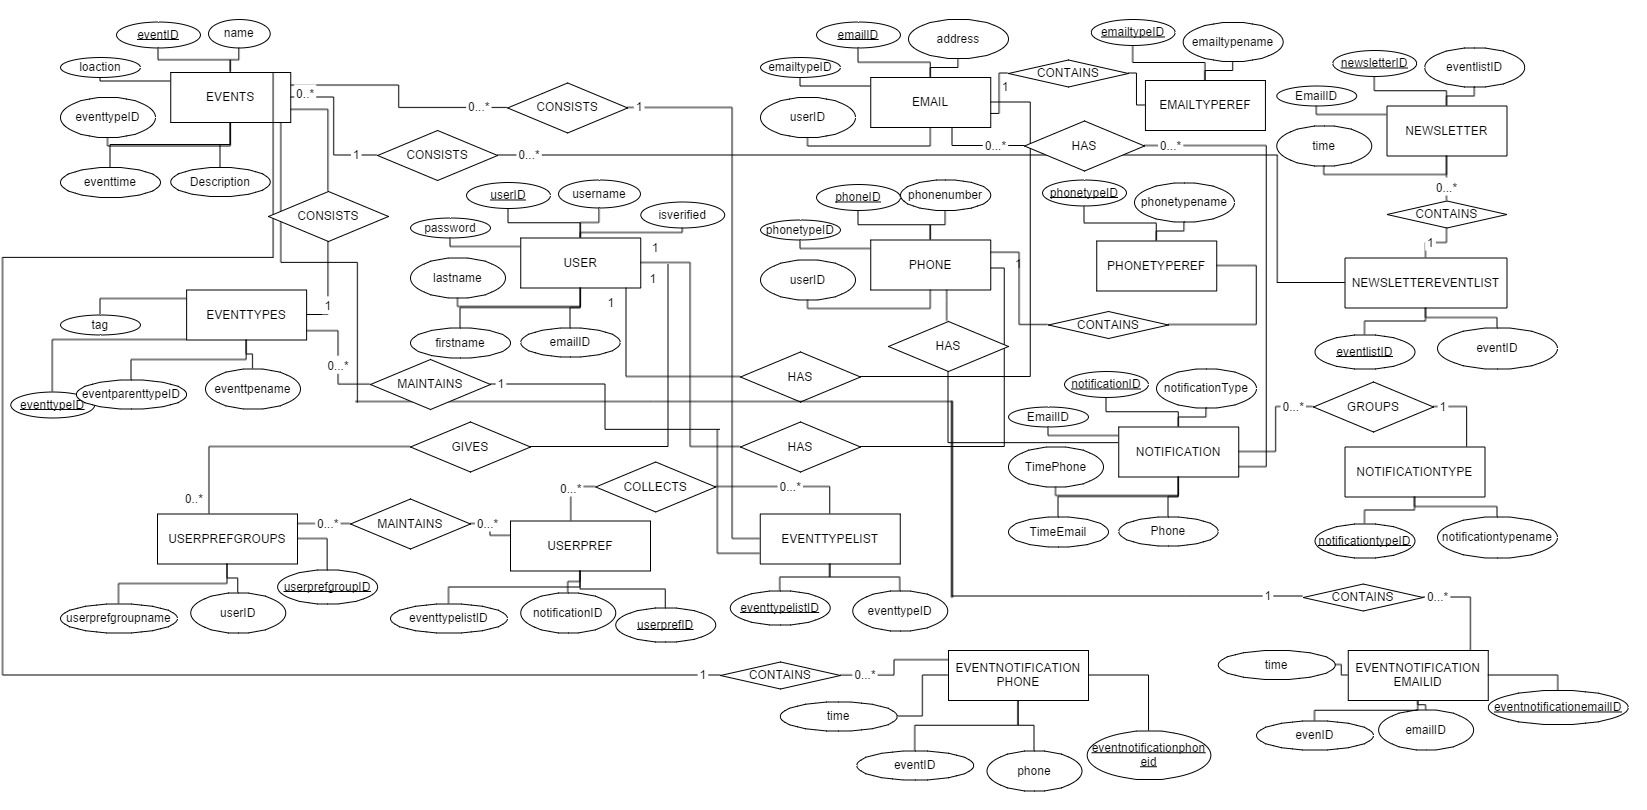 eventID
name
loaction
EVENTS
eventtypeID
eventtime
Description
0..*
0...*
CONSISTS
1
1
CONSISTS
0...*
CONSISTS
emailID
address
emailtypeID
EMAIL
userID
1
CONTAINS
emailtypeID
emailtypename
EMAILTYPEREF
0...*
HAS
0...*
newsletterID
eventlistID
EmailID
NEWSLETTER
time
0...*
CONTAINS
1
NEWSLETTEREVENTLIST
eventlistID
eventID
userID
username
isverified
password
USER
lastname
firstname
emailID
1
1
1
phoneID
phonenumber
phonetypeID
PHONE
userID
1
phonetypeID
phonetypename
PHONETYPEREF
CONTAINS
HAS
tag
EVENTTYPES
1
eventtypeID
eventparenttypeID
eventtpename
0...*
MAINTAINS
1
HAS
GIVES
HAS
notificationID
notificationType
EmailID
NOTIFICATION
TimePhone
TimeEmail
Phone
0...*
GROUPS
1
NOTIFICATIONTYPE
notificationtypeID
notificationtypename
0..*
USERPREFGROUPS
userprefgroupname
userID
userprefgroupID
0...*
MAINTAINS
0...*
0...*
COLLECTS
0...*
USERPREF
eventtypelistID
notificationID
userprefID
EVENTTYPELIST
eventtypelistID
eventtypeID
1
CONTAINS
0...*
1
CONTAINS
0...*
EVENTNOTIFICATION
PHONE
time
eventID
phone
eventnotificationphon
eid
time
EVENTNOTIFICATION
EMAILID
evenID
emailID
eventnotificationemailID